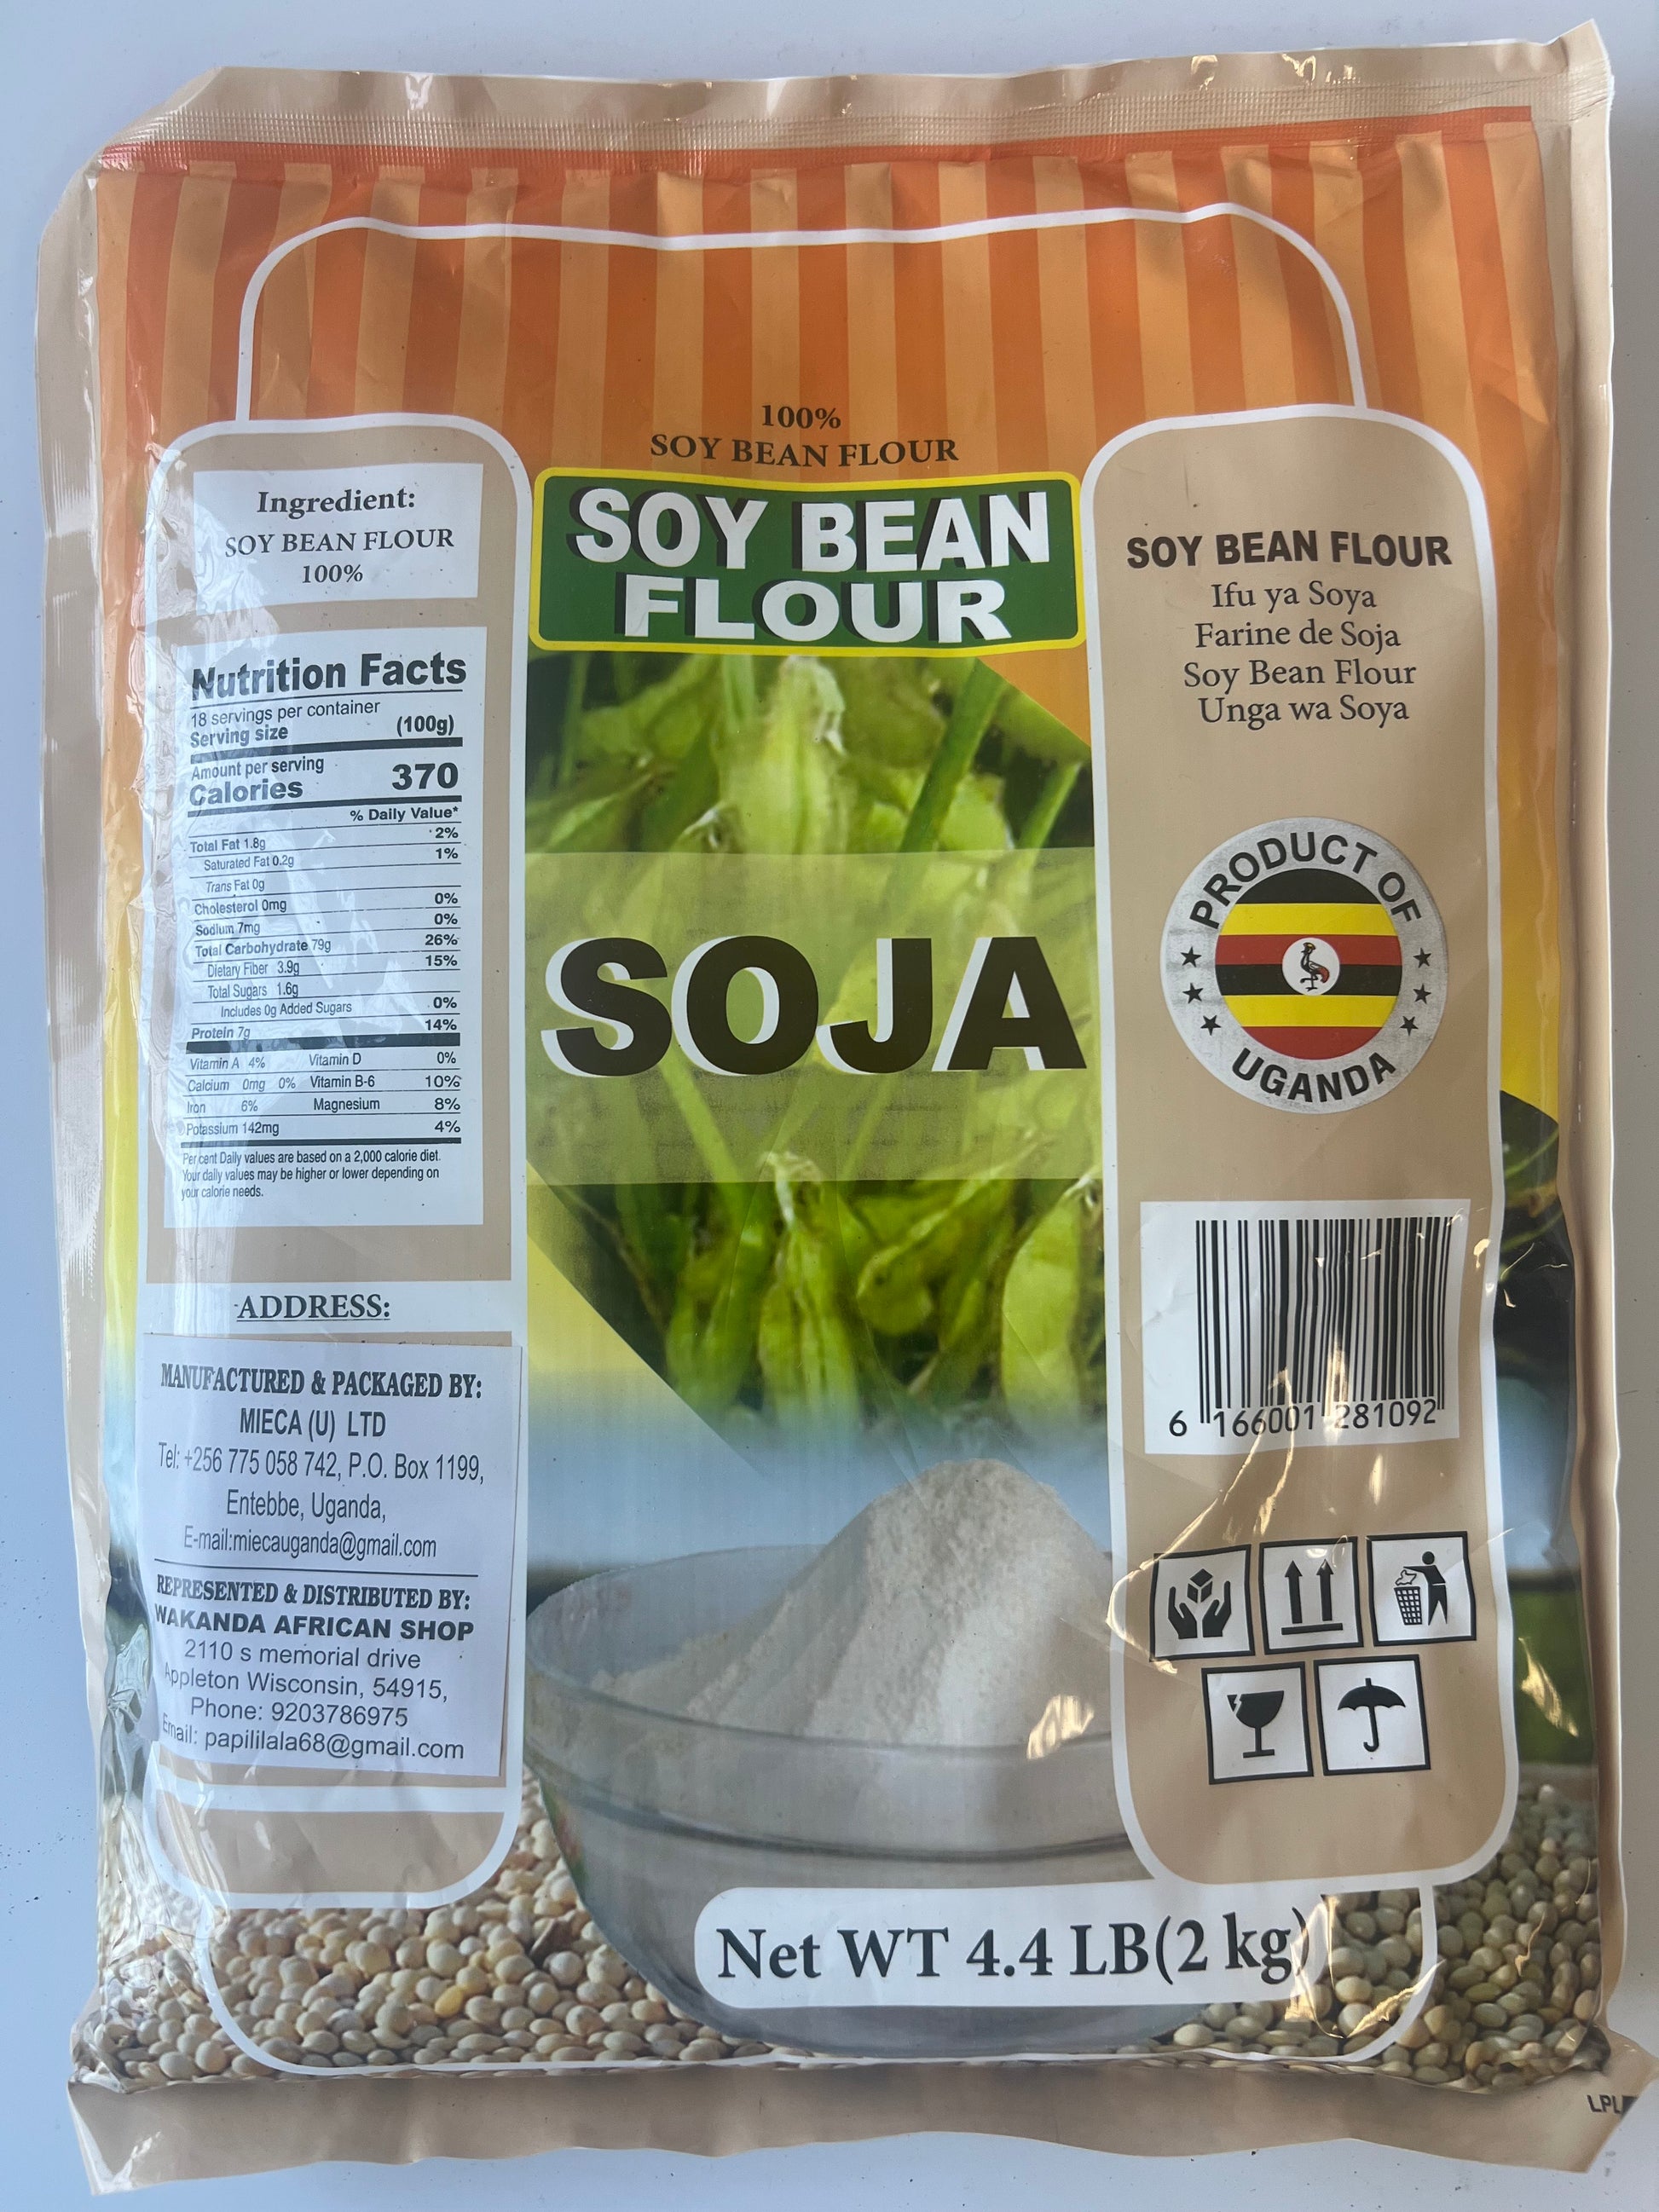 100%
SOY BEAN FLOUR
SOY BEAN
FLOUR
SOJA
Ingredient:
SOY BEAN FLOUR
100%
Nutrition Facts
18 servings per container
Serving size (100g)
Amount per serving
Calories 370
% Daily Value*
Total Fat 1.8g 2%
Saturated Fat 0.2g 1%
Trans Fat 0g
Cholesterol 0mg 0%
Sodium 7mg 0%
Total Carbohydrate 79g 26%
Dietary Fiber 3.9g 15%
Total Sugars 1.6g
Includes 0g Added Sugars 0%
Protein 7g 14%
Vitamin A 4% Vitamin D 0%
Calcium 0mg 0% Vitamin B-6 10%
Iron 6% Magnesium 8%
Potassium 142mg 4%
Per cent Daily values are based on a 2,000 calorie diet.
Your daily values may be higher or lower depending on
your calorie needs.
ADDRESS:
MANUFACTURED & PACKAGED BY:
MIECA (U) LTD
Tel: +256 775 058 742, P.O. Box 1199,
Entebbe, Uganda,
E-mail:miecauganda@gmail.com
REPRESENTED & DISTRIBUTED BY:
WAKANDA AFRICAN SHOP
2110 s memorial drive
Appleton Wisconsin, 54915,
Phone: 9203786975
Email: papililala68@gmail.com
SOY BEAN FLOUR
Ifu ya Soya
Farine de Soja
Soy Bean Flour
Unga wa Soya
PRODUCT OF
UGANDA
6 166001 281092
Net WT 4.4 LB(2 kg)
LPL